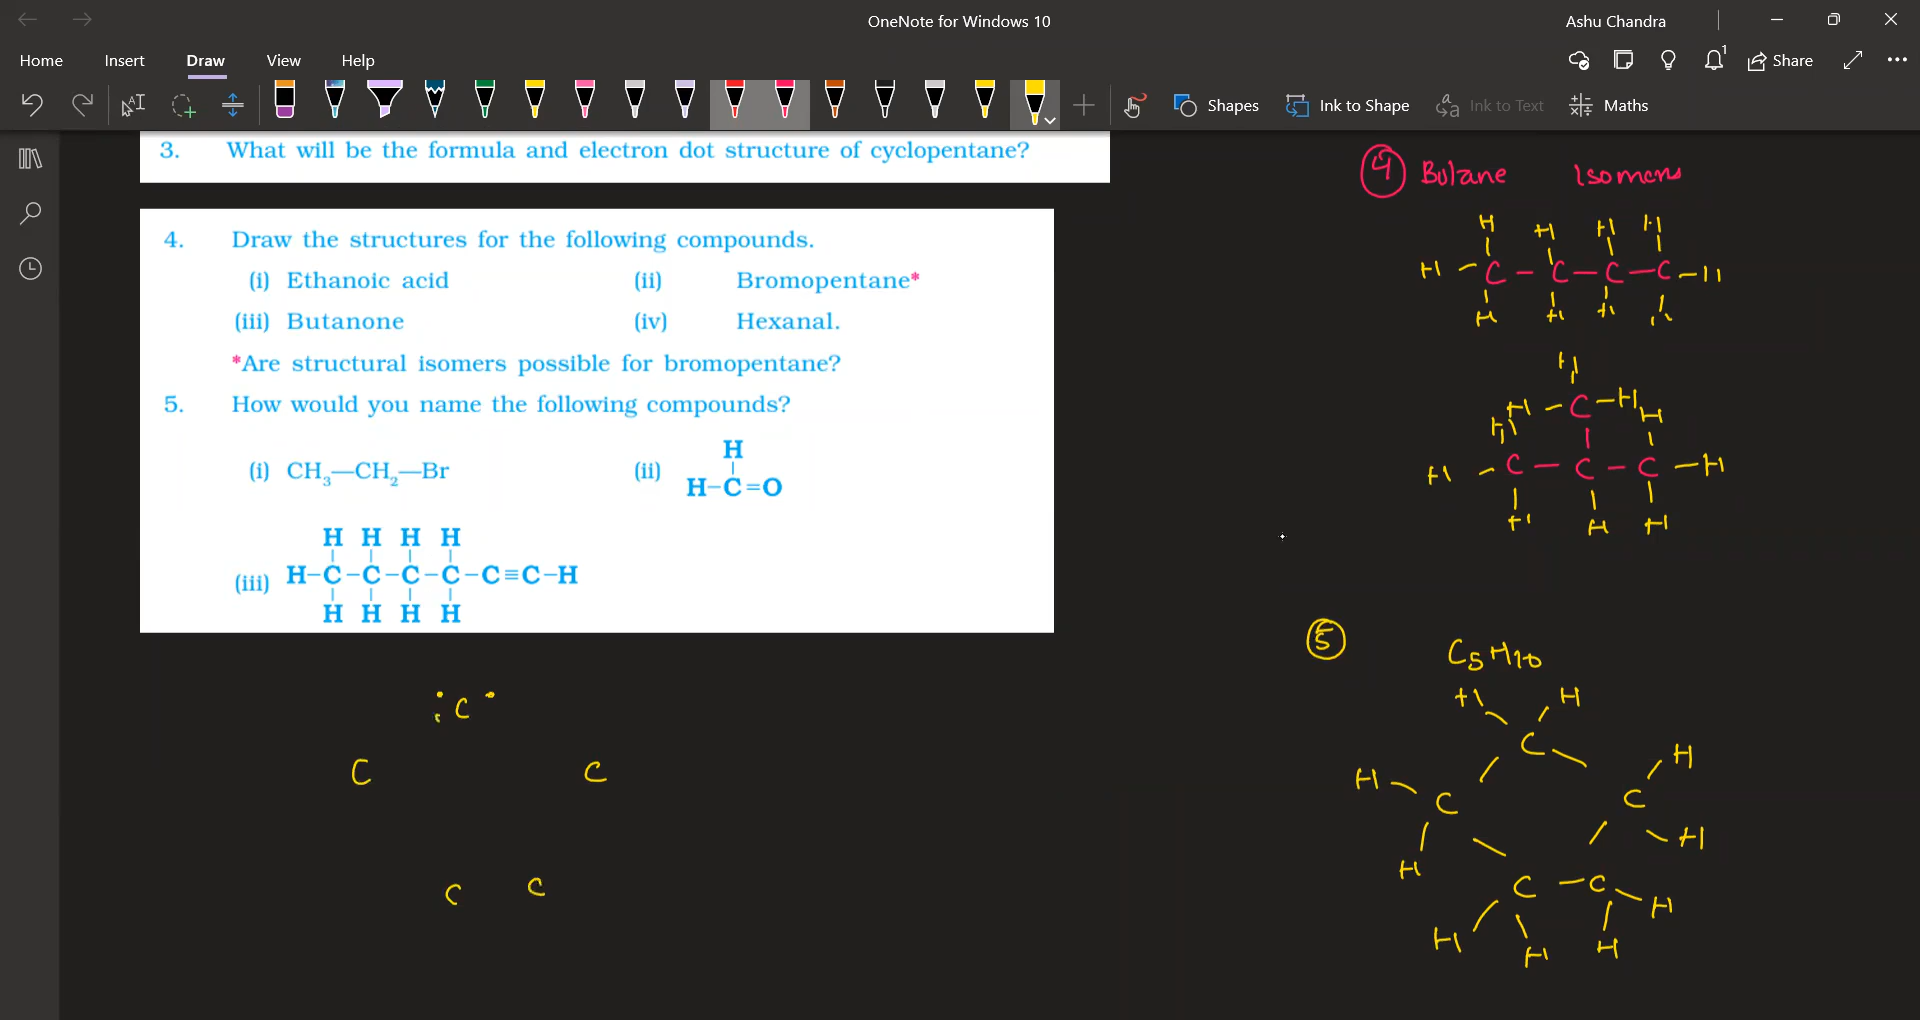 OneNote for Windows 10
Ashu Chandra
Home Insert Draw View Help
1
Share
Shapes Ink to Shape Ink to Text Maths
3. What will be the formula and electron dot structure of cyclopentane?
4. Draw the structures for the following compounds.
(i) Ethanoic acid (ii) Bromopentane*
(iii) Butanone (iv) Hexanal.
*Are structural isomers possible for bromopentane?
5. How would you name the following compounds?
H
(i) CH₃—CH₂—Br (ii) H-C=O
H H H H
(iii) H-C-C-C-C-C≡C-H
H H H H
C
C C
C C
4 Butane Isomers
H H H H
H - C - C - C - C - H
H H H H
H
H - C - H
H H
H - C - C - C - H
H H H
5
C5H10
H H
C
H
H C
C
H
H
C - C H
H H H